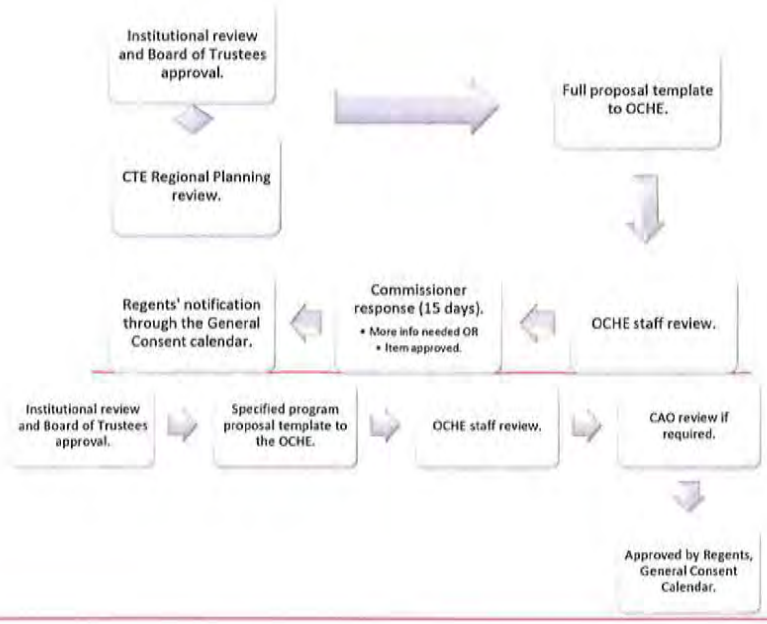 Institutional review
and Board of Trustees
approval.
CTE Regional Planning
review.
Full proposal template
to OCHE.
OCHE staff review.
Commissioner
response (15 days).
• More info needed OR
• Item approved.
Regents' notification
through the General
Consent calendar.
Institutional review
and Board of Trustees
approval.
Specified program
proposal template to
the OCHE.
OCHE staff review.
CAO review if
required.
Approved by Regents,
General Consent
Calendar.